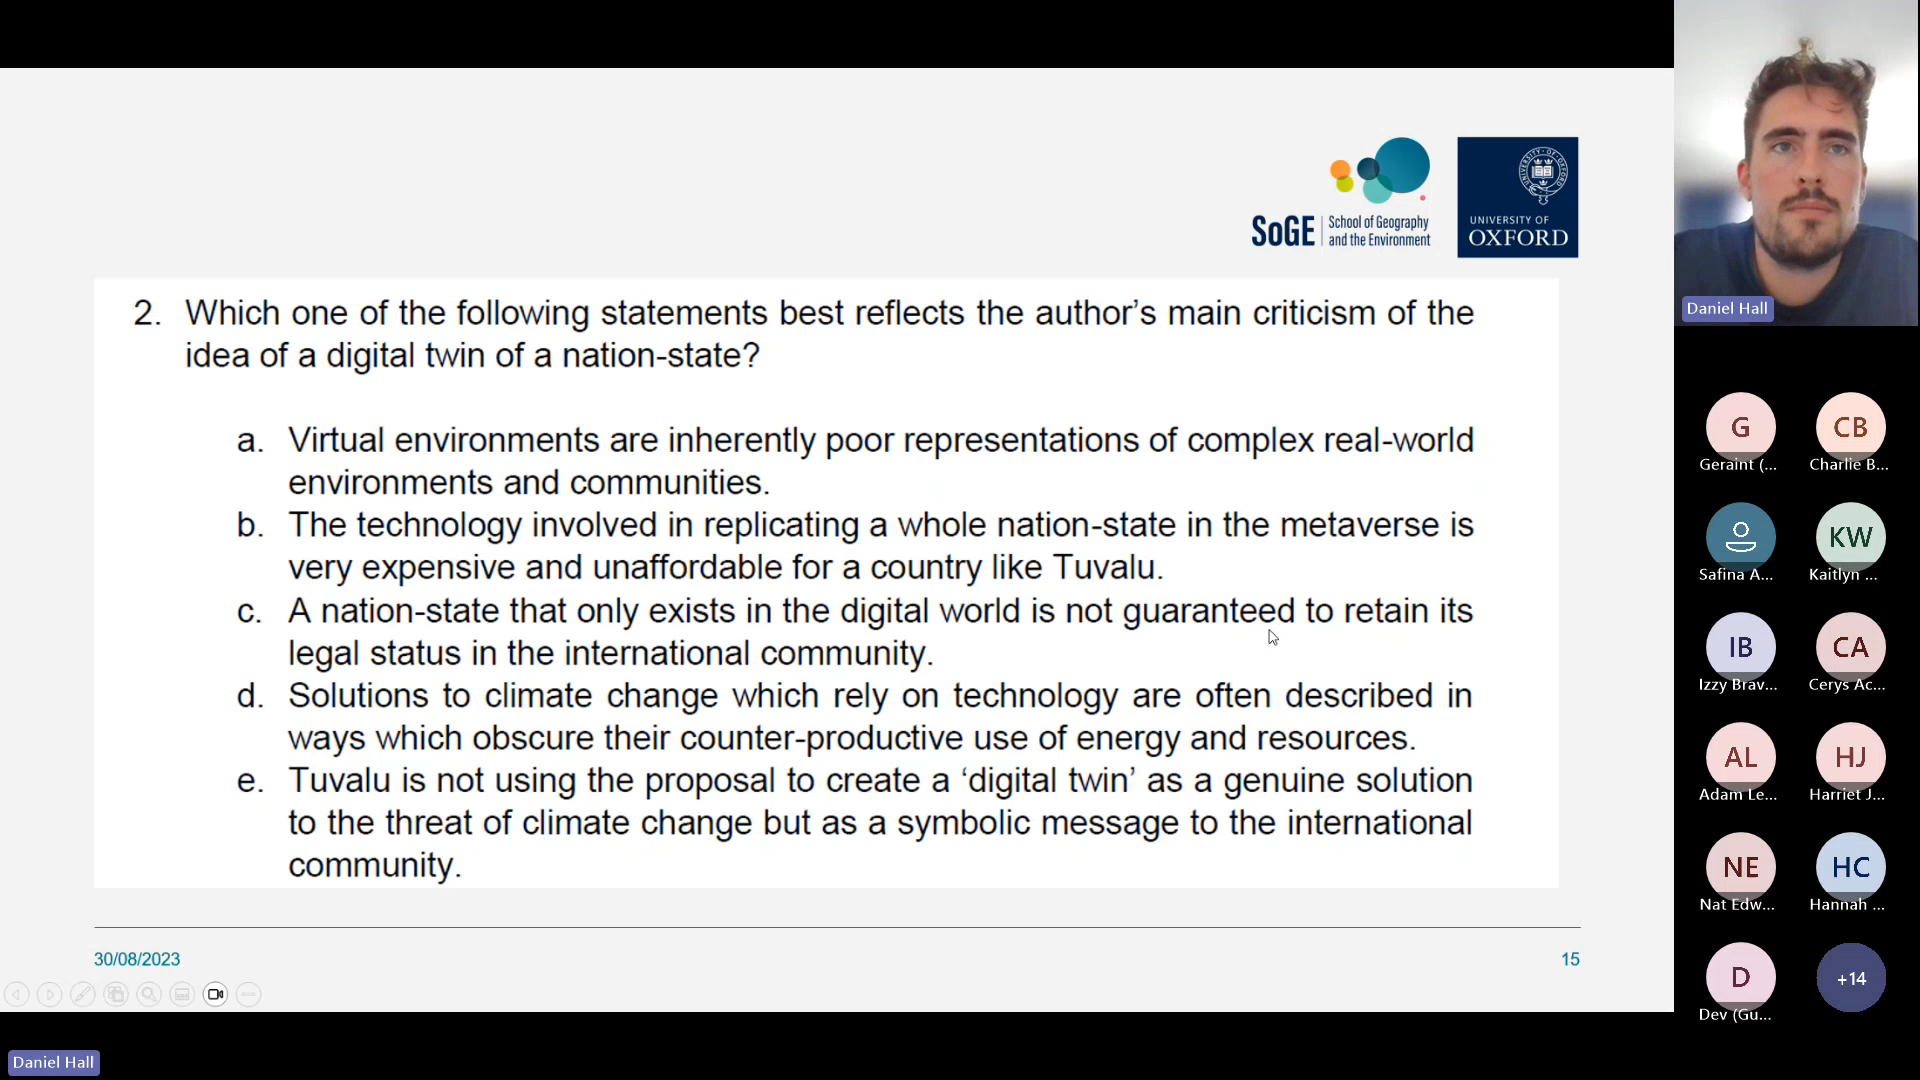 SoGE
School of Geography
and the Environment
UNIVERSITY OF
OXFORD
2. Which one of the following statements best reflects the author’s main criticism of the
idea of a digital twin of a nation-state?
a. Virtual environments are inherently poor representations of complex real-world
environments and communities.
b. The technology involved in replicating a whole nation-state in the metaverse is
very expensive and unaffordable for a country like Tuvalu.
c. A nation-state that only exists in the digital world is not guaranteed to retain its
legal status in the international community.
d. Solutions to climate change which rely on technology are often described in
ways which obscure their counter-productive use of energy and resources.
e. Tuvalu is not using the proposal to create a ‘digital twin’ as a genuine solution
to the threat of climate change but as a symbolic message to the international
community.
30/08/2023
15
Daniel Hall
Daniel Hall
G
CB
Geraint (...
Charlie B...
KW
Safina A...
Kaitlyn ...
IB
CA
Izzy Brav...
Cerys Ac...
AL
HJ
Adam Le...
Harriet J...
NE
HC
Nat Edw...
Hannah ...
D
+14
Dev (Gu...